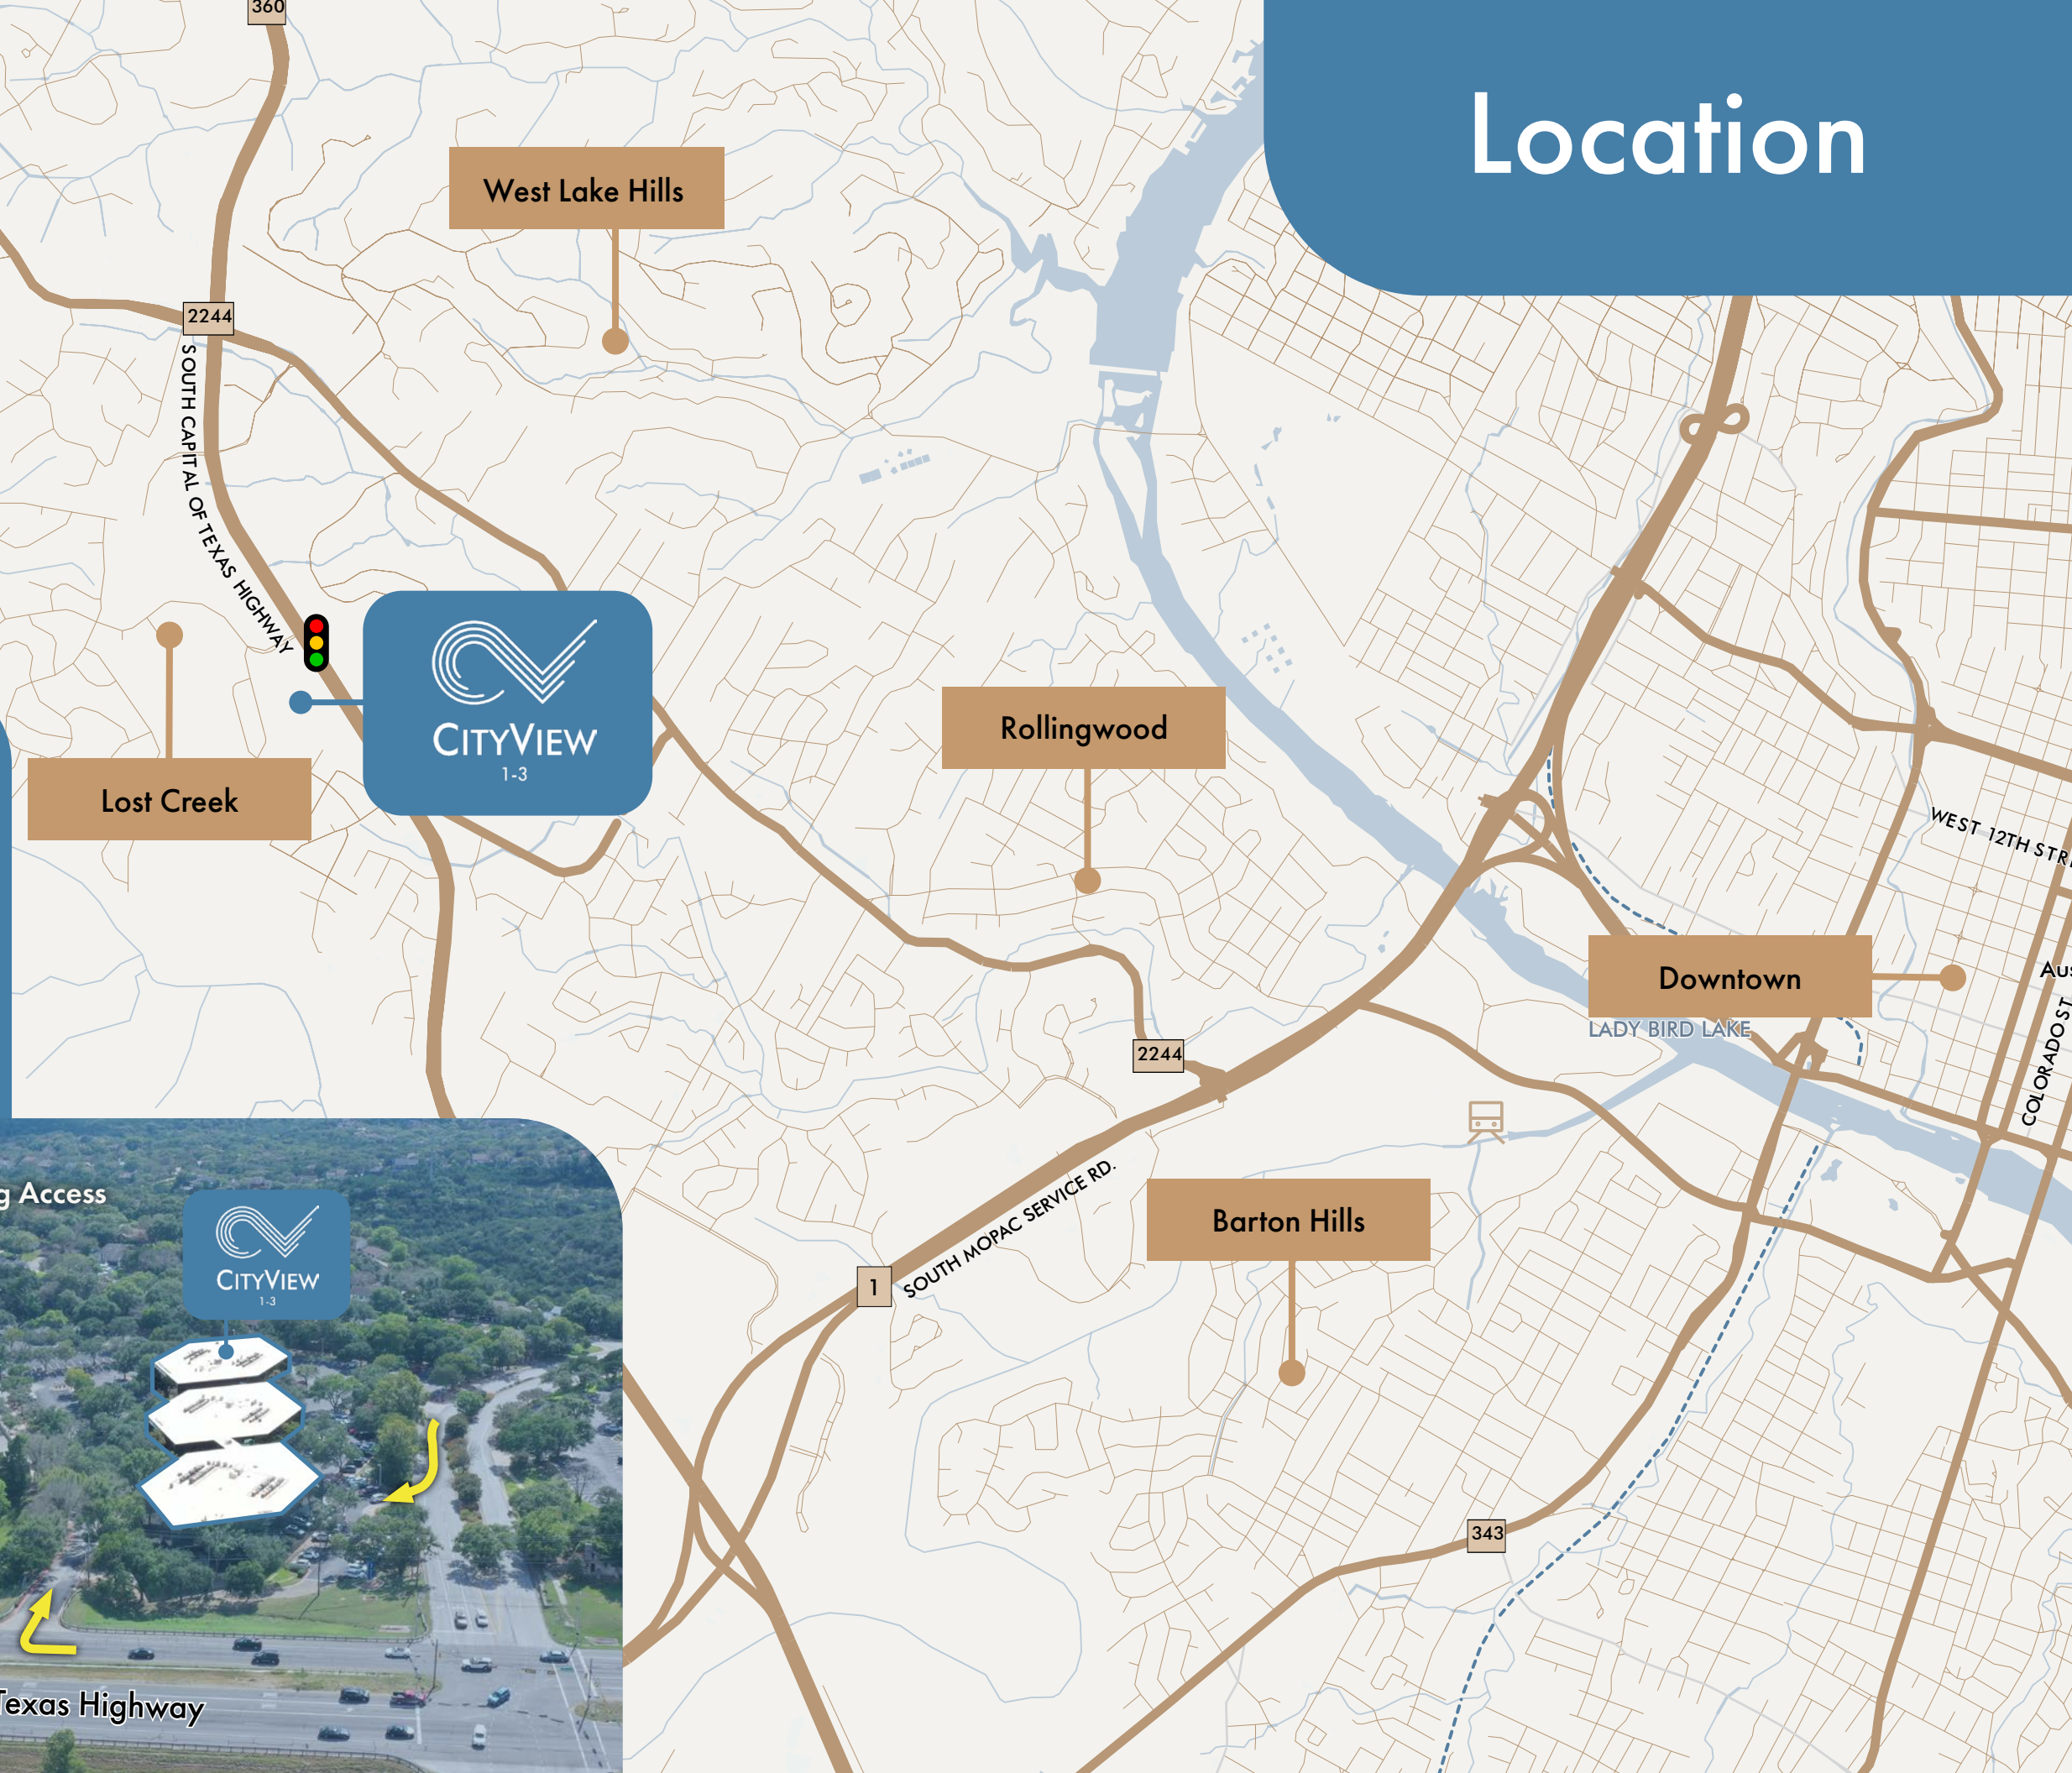 360
Location
West Lake Hills
2244
SOUTH CAPITAL OF TEXAS HIGHWAY
CITYVIEW
1-3
Rollingwood
Lost Creek
WEST 12TH
Downtown
LADY BIRD LAKE
COLORADO ST
2244
SOUTH MOPAC SERVICE RD.
Barton Hills
1
343
Access
CITYVIEW
1-3
Texas Highway